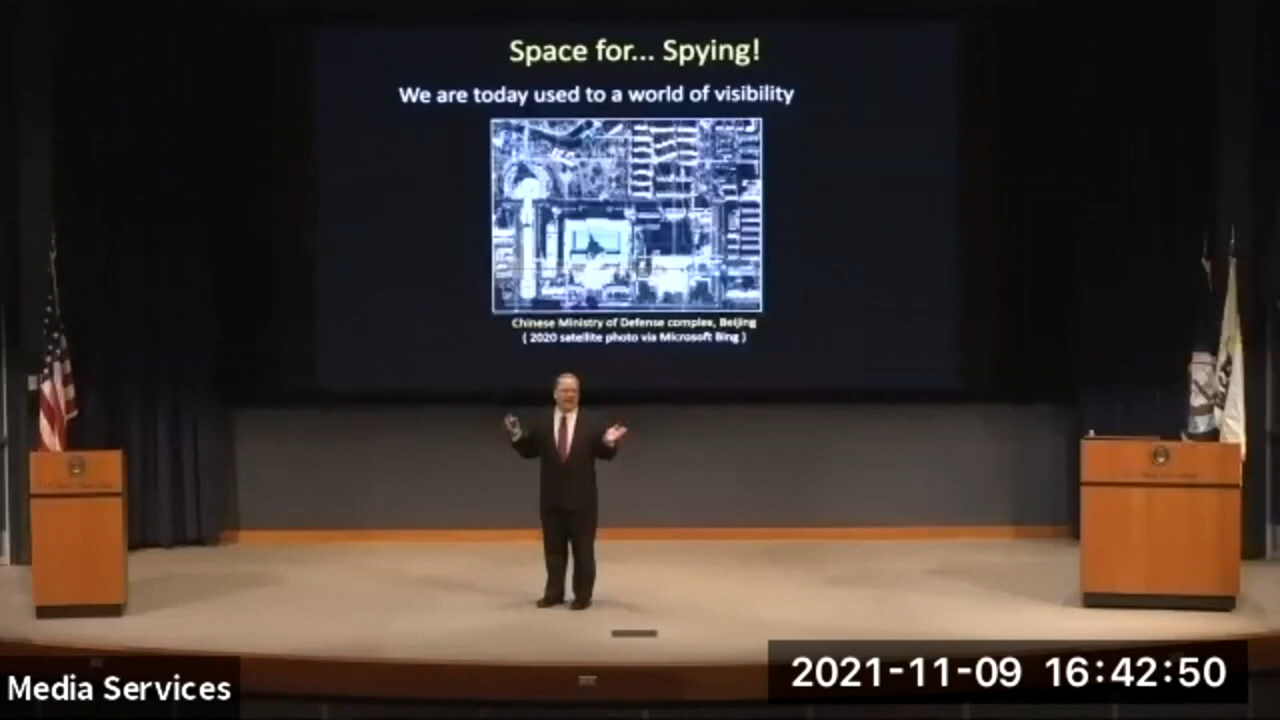 Space for... Spying!
We are today used to a world of visibility
Chinese Ministry of Defense complex, Beijing
( 2020 satellite photo via Microsoft Bing )
Media Services
2021-11-09 16:42:50